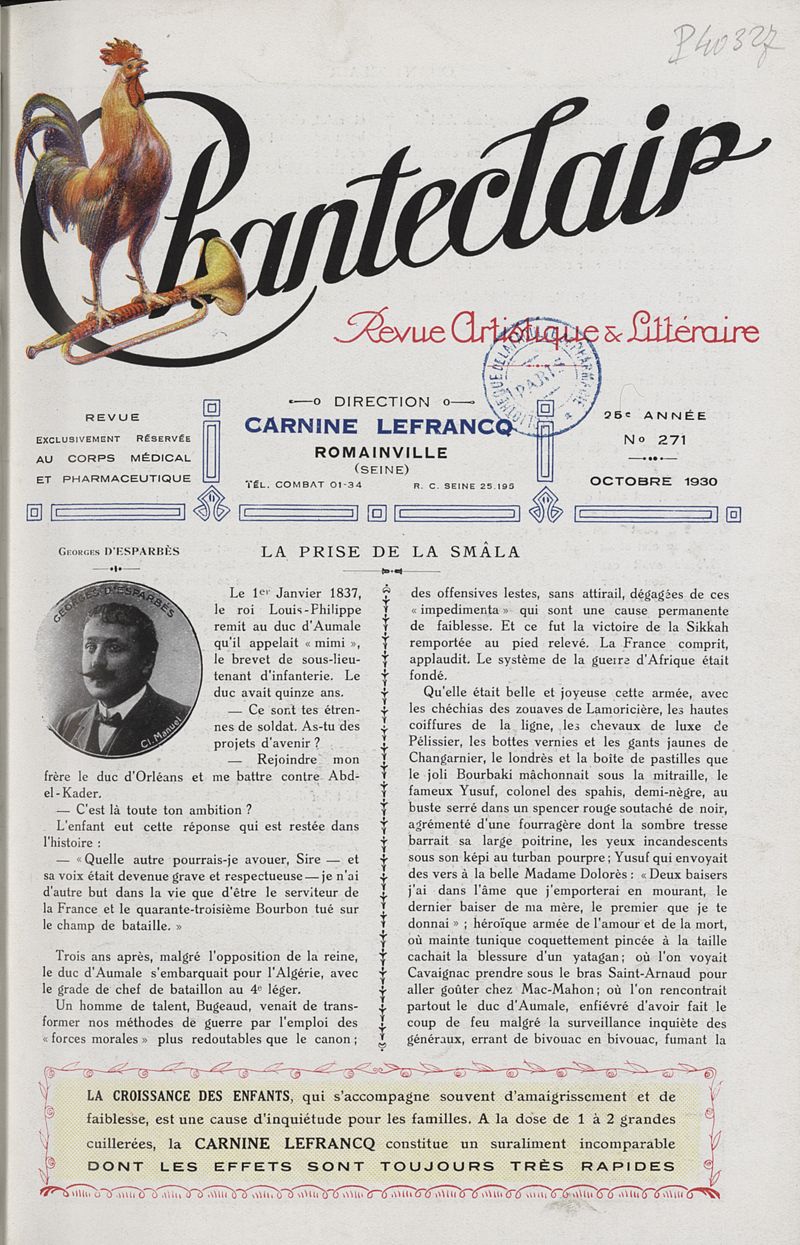 P40327
Chanteclair
Revue Artistique & Littéraire
REVUE
EXCLUSIVEMENT RÉSERVÉE
AU CORPS MÉDICAL
ET PHARMACEUTIQUE
DIRECTION
CARNINE LEFRANCQ
ROMAINVILLE
(SEINE)
TÉL. COMBAT 01-34 R. C. SEINE 25.195
25e ANNÉE
No 271
OCTOBRE 1930
PARIS
GEORGES D'ESPARBÈS
LA PRISE DE LA SMÂLA
GEORGES D'ESPARBÈS
Cl. Manuel
Le 1er Janvier 1837,
le roi Louis-Philippe
remit au duc d'Aumale
qu'il appelait « mimi »,
le brevet de sous-lieu-
tenant d'infanterie. Le
duc avait quinze ans.
— Ce sont tes étren-
nes de soldat. As-tu des
projets d'avenir ?
— Rejoindre mon
frère le duc d'Orléans et me battre contre Abd-
el-Kader.
— C'est là toute ton ambition ?
L'enfant eut cette réponse qui est restée dans
l'histoire :
— « Quelle autre pourrais-je avouer, Sire — et
sa voix était devenue grave et respectueuse — je n'ai
d'autre but dans la vie que d'être le serviteur de
la France et le quarante-troisième Bourbon tué sur
le champ de bataille. »
Trois ans après, malgré l'opposition de la reine,
le duc d'Aumale s'embarquait pour l'Algérie, avec
le grade de chef de bataillon au 4e léger.
Un homme de talent, Bugeaud, venait de trans-
former nos méthodes de guerre par l'emploi des
« forces morales » plus redoutables que le canon ;
des offensives lestes, sans attirail, dégagées de ces
« impedimenta » qui sont une cause permanente
de faiblesse. Et ce fut la victoire de la Sikkah
remportée au pied relevé. La France comprit,
applaudit. Le système de la guerre d'Afrique était
fondé.
Qu'elle était belle et joyeuse cette armée, avec
les chéchias des zouaves de Lamoricière, les hautes
coiffures de la ligne, les chevaux de luxe de
Pélissier, les bottes vernies et les gants jaunes de
Changarnier, le londrès et la boîte de pastilles que
le joli Bourbaki mâchonnait sous la mitraille, le
fameux Yusuf, colonel des spahis, demi-nègre, au
buste serré dans un spencer rouge soutaché de noir,
agrémenté d'une fourragère dont la sombre tresse
barrait sa large poitrine, les yeux incandescents
sous son képi au turban pourpre ; Yusuf qui envoyait
des vers à la belle Madame Dolorès : « Deux baisers
j'ai dans l'âme que j'emporterai en mourant, le
dernier baiser de ma mère, le premier que je te
donnai » ; héroïque armée de l'amour et de la mort,
où mainte tunique coquettement pincée à la taille
cachait la blessure d'un yatagan ; où l'on voyait
Cavaignac prendre sous le bras Saint-Arnaud pour
aller goûter chez Mac-Mahon ; où l'on rencontrait
partout le duc d'Aumale, enfiévré d'avoir fait le
coup de feu malgré la surveillance inquiète des
généraux, errant de bivouac en bivouac, fumant la
LA CROISSANCE DES ENFANTS, qui s'accompagne souvent d'amaigrissement et de
faiblesse, est une cause d'inquiétude pour les familles. A la dose de 1 à 2 grandes
cuillerées, la CARNINE LEFRANCQ constitue un suraliment incomparable
DONT LES EFFETS SONT TOUJOURS TRÈS RAPIDES